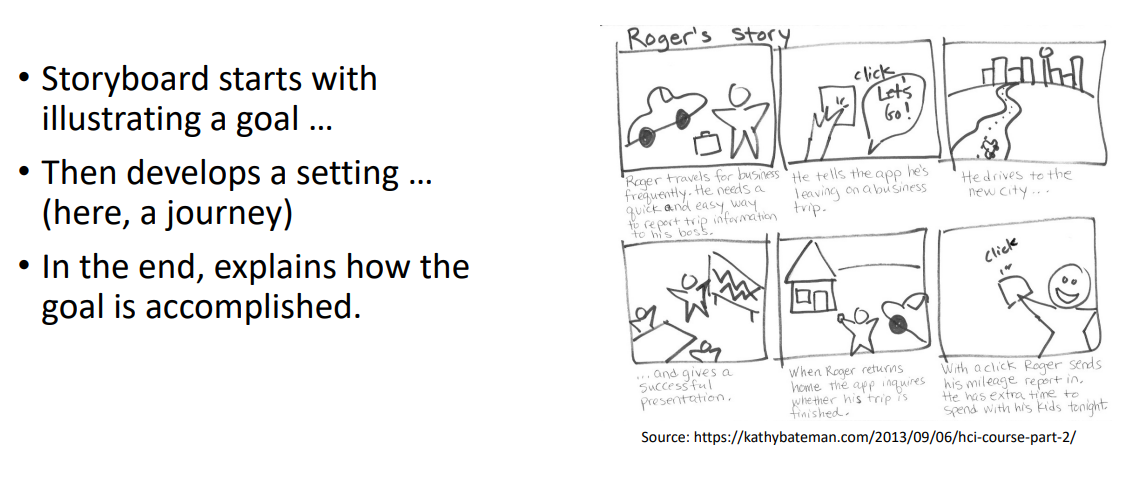 • Storyboard starts with
illustrating a goal ...
• Then develops a setting ...
(here, a journey)
• In the end, explains how the
goal is accomplished.
Roger's Story
Roger travels for business
frequently. He needs a
quick and easy way
to report trip information
to his boss.
click
Let's
Go!
He tells the app he's
leaving on a business
trip.
He drives to the
new city...
...and gives a
successful
presentation.
When Roger returns
home the app inquires
whether his trip is
finished.
click
With a click Roger sends
his mileage report in.
He has extra time to
spend with his kids tonight.
Source: https://kathybateman.com/2013/09/06/hci-course-part-2/